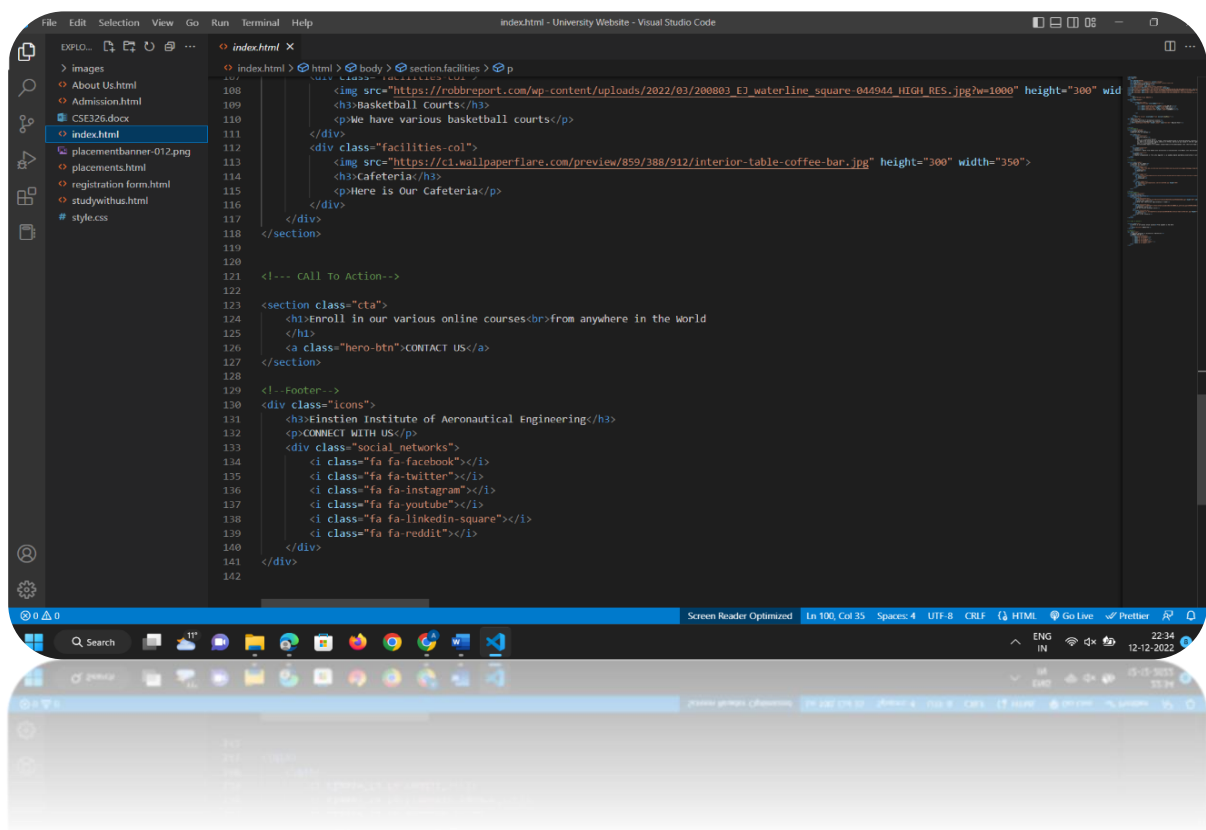 File Edit Selection View Go Run Terminal Help
index.html - University Website - Visual Studio Code
EXPLO...
index.html
images
About Us.html
Admission.html
CSE326.docx
index.html
placementbanner-012.png
placements.html
registration form.html
studywithus.html
style.css
index.html > html > body > section.facilities > p
107 <div class="facilities-col">
108 <img src="https://robbreport.com/wp-content/uploads/2022/03/200803_EJ_waterline_square-044944_HIGH_RES.jpg?w=1000" height="300" wid
109 <h3>Basketball Courts</h3>
110 <p>We have various basketball courts</p>
111 </div>
112 <div class="facilities-col">
113 <img src="https://c1.wallpaperflare.com/preview/859/388/912/interior-table-coffee-bar.jpg" height="300" width="350">
114 <h3>Cafeteria</h3>
115 <p>Here is Our Cafeteria</p>
116 </div>
117 </div>
118 </section>
119
120
121 <!--- CAll To Action-->
122
123 <section class="cta">
124 <h1>Enroll in our various online courses<br>from anywhere in the World
125 </h1>
126 <a class="hero-btn">CONTACT US</a>
127 </section>
128
129 <!--Footer-->
130 <div class="icons">
131 <h3>Einstien Institute of Aeronautical Engineering</h3>
132 <p>CONNECT WITH US</p>
133 <div class="social_networks">
134 <i class="fa fa-facebook"></i>
135 <i class="fa fa-twitter"></i>
136 <i class="fa fa-instagram"></i>
137 <i class="fa fa-youtube"></i>
138 <i class="fa fa-linkedin-square"></i>
139 <i class="fa fa-reddit"></i>
140 </div>
141 </div>
142
0 0
Screen Reader Optimized Ln 100, Col 35 Spaces: 4 UTF-8 CRLF HTML Go Live Prettier
Search
11°
ENG
IN
22:34
12-12-2022
8